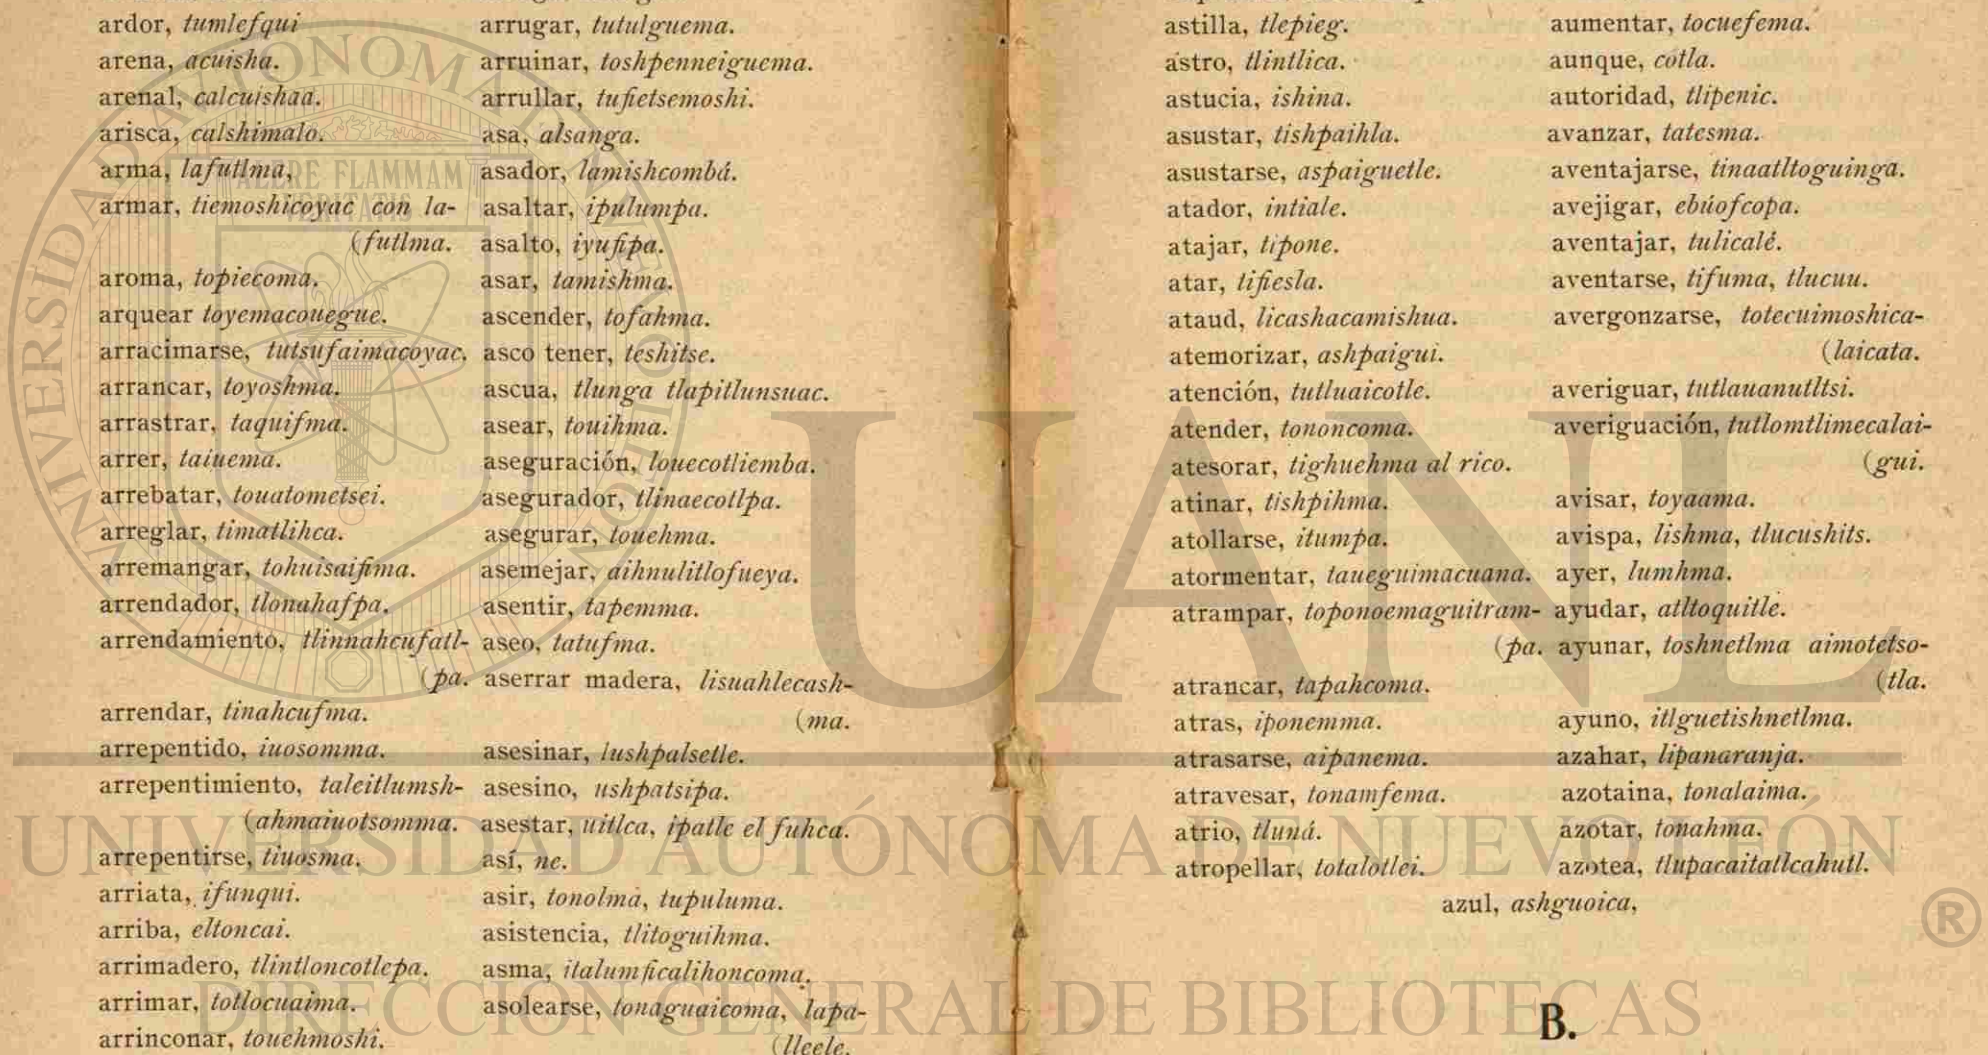 ardor, tumlefqui
arena, acuisha.
arenal, calcuishaa.
arisca, calshimalo.
arma, lafutlma,
armar, tiemoshicoyac con la-
(futlma.
aroma, topiecoma.
arquear toyemacouegue.
arracimarse, tutsufaimacoyac.
arrancar, toyoshma.
arrastrar, taquifma.
arrer, taiuema.
arrebatar, touatometsei.
arreglar, timatlihca.
arremangar, tohuisaifima.
arrendador, tlonahafpa.
arrendamiento, tlinnahcufatl-
(pa.
arrendar, tinahcufma.
arrepentido, iuosomma.
arrepentimiento, taleitlumsh-
(ahmaiuotsomma.
arrepentirse, tiuosma.
arriata, ifunqui.
arriba, eltoncai.
arrimadero, tlintloncotlepa.
arrimar, totlocuaima.
arrinconar, touehmoshi.
arrugar, tutulguema.
arruinar, toshpenneiguema.
arrullar, tufietsemoshi.
asa, alsanga.
asador, lamishcombá.
asaltar, ipulumpa.
asalto, iyufipa.
asar, tamishma.
ascender, tofahma.
asco tener, teshitse.
ascua, tlunga tlapitlunsuac.
asear, touihma.
aseguración, louecotliemba.
asegurador, tlinaecotlpa.
asegurar, touehma.
asemejar, aihnulitlofueya.
asentir, tapemma.
aseo, tatufma.
aserrar madera, lisuahlecash-
(ma.
asesinar, lushpalsetle.
asesino, ushpatsipa.
asestar, uitlca, ipatle el fuhca.
así, ne.
asir, tonolma, tupuluma.
asistencia, tlitoguihma.
asma, italumficalihoncoma.
asolearse, tonaguaicoma, lapa-
(lleele.
astilla, tlepieg.
astro, tlintlica.
astucia, ishina.
asustar, tishpaihla.
asustarse, aspaiguetle.
atador, intiale.
atajar, tipone.
atar, tifiesla.
ataud, licashacamishua.
atemorizar, ashpaigui.
atención, tutluaicotle.
atender, tononcoma.
atesorar, tighuehma al rico.
atinar, tishpihma.
atollarse, itumpa.
atormentar, taueguimacuana.
atrampar, toponoemaguitram-
(pa.
atrancar, tapahcoma.
atras, iponemma.
atrasarse, aipanema.
atravesar, tonamfema.
atrio, tluná.
atropellar, totalotlei.
aumentar, tocuefema.
aunque, cotla.
autoridad, tlipenic.
avanzar, tatesma.
aventajarse, tinaatltoguinga.
avejigar, ebúofcopa.
aventajar, tulicalé.
aventarse, tifuma, tlucuu.
avergonzarse, totecuimoshica-
(laicata.
averiguar, tutlauanutltsi.
averiguación, tutlomtlimecalai-
(gui.
avisar, toyaama.
avispa, lishma, tlucushits.
ayer, lumhma.
ayudar, atltoquitle.
ayunar, toshnetlma aimotetso-
(tla.
ayuno, itlguetishnetlma.
azahar, lipanaranja.
azotaina, tonalaima.
azotar, tonahma.
azotea, tlupacaitatlcahutl.
azul, ashguoica,
B.
UNIVERSIDAD AUTÓNOMA DE NUEVO LEÓN
UANL
DIRECCIÓN GENERAL DE BIBLIOTECAS
®
ALERE FLAMMAM
VERITATIS